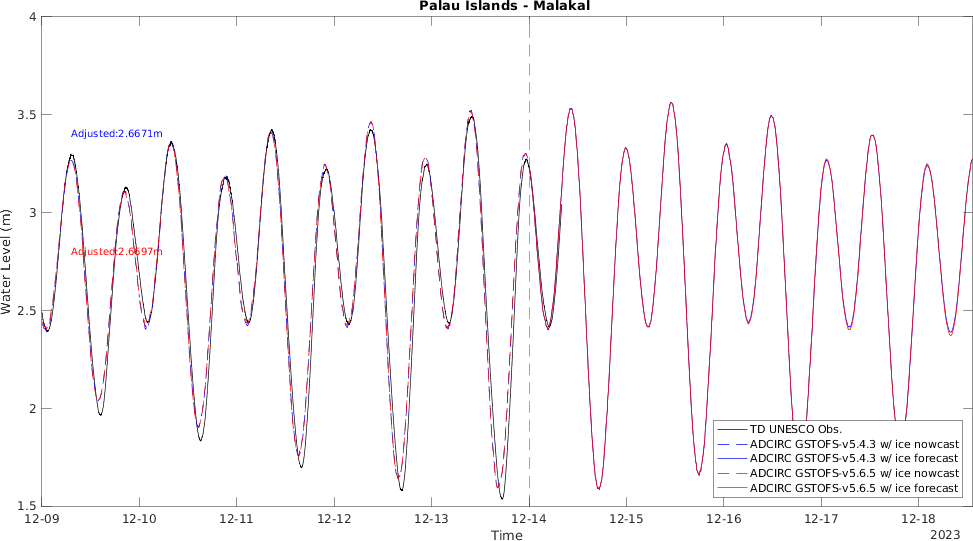 Palau Islands - Malakal
4
3.5
3
2.5
2
1.5
Water Level (m)
Adjusted:2.6671m
Adjusted:2.6697m
TD UNESCO Obs.
ADCIRC GSTOFS-v5.4.3 w/ ice nowcast
ADCIRC GSTOFS-v5.4.3 w/ ice forecast
ADCIRC GSTOFS-v5.6.5 w/ ice nowcast
ADCIRC GSTOFS-v5.6.5 w/ ice forecast
12-09 12-10 12-11 12-12 12-13 12-14 12-15 12-16 12-17 12-18
Time
2023